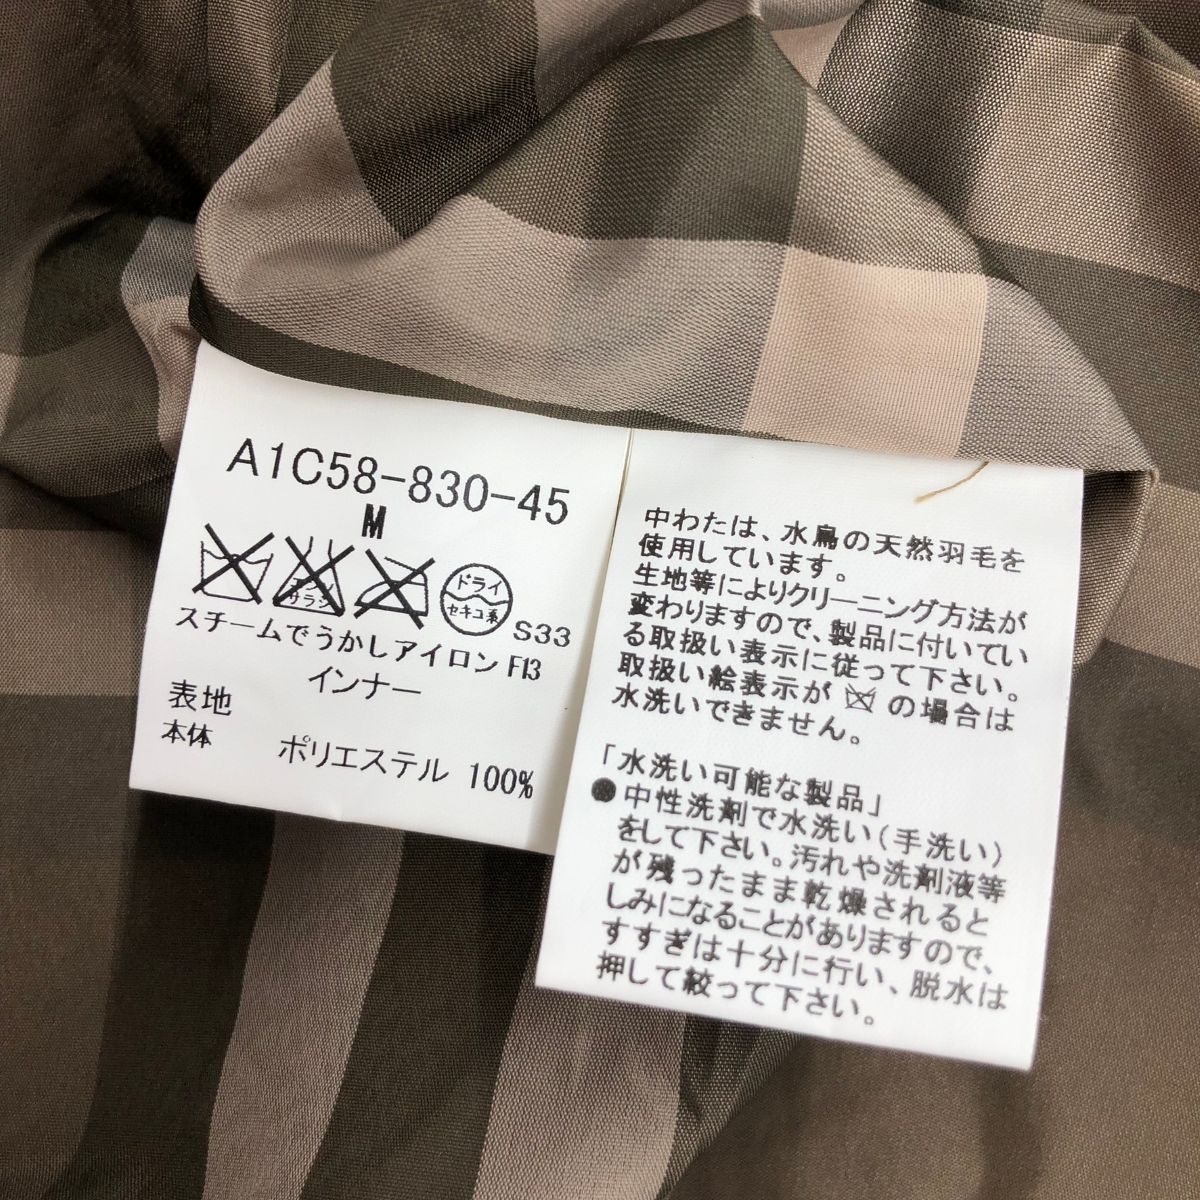 A1C58-830-45
M
サラシ
ドライ
セキユ系
S33
スチームでうかしアイロン F13
インナー
表地
本体 ポリエステル 100%
中わたは、水鳥の天然羽毛を
使用しています。
生地等によりクリーニング方法が
変わりますので、製品に付いてい
る取扱い表示に従って下さい。
取扱い絵表示が の場合は
水洗いできません。
「水洗い可能な製品」
●中性洗剤で水洗い(手洗い)
をして下さい。汚れや洗剤液等
が残ったまま乾燥されると
しみになることがありますので、
すすぎは十分に行い、脱水は
押して絞って下さい。